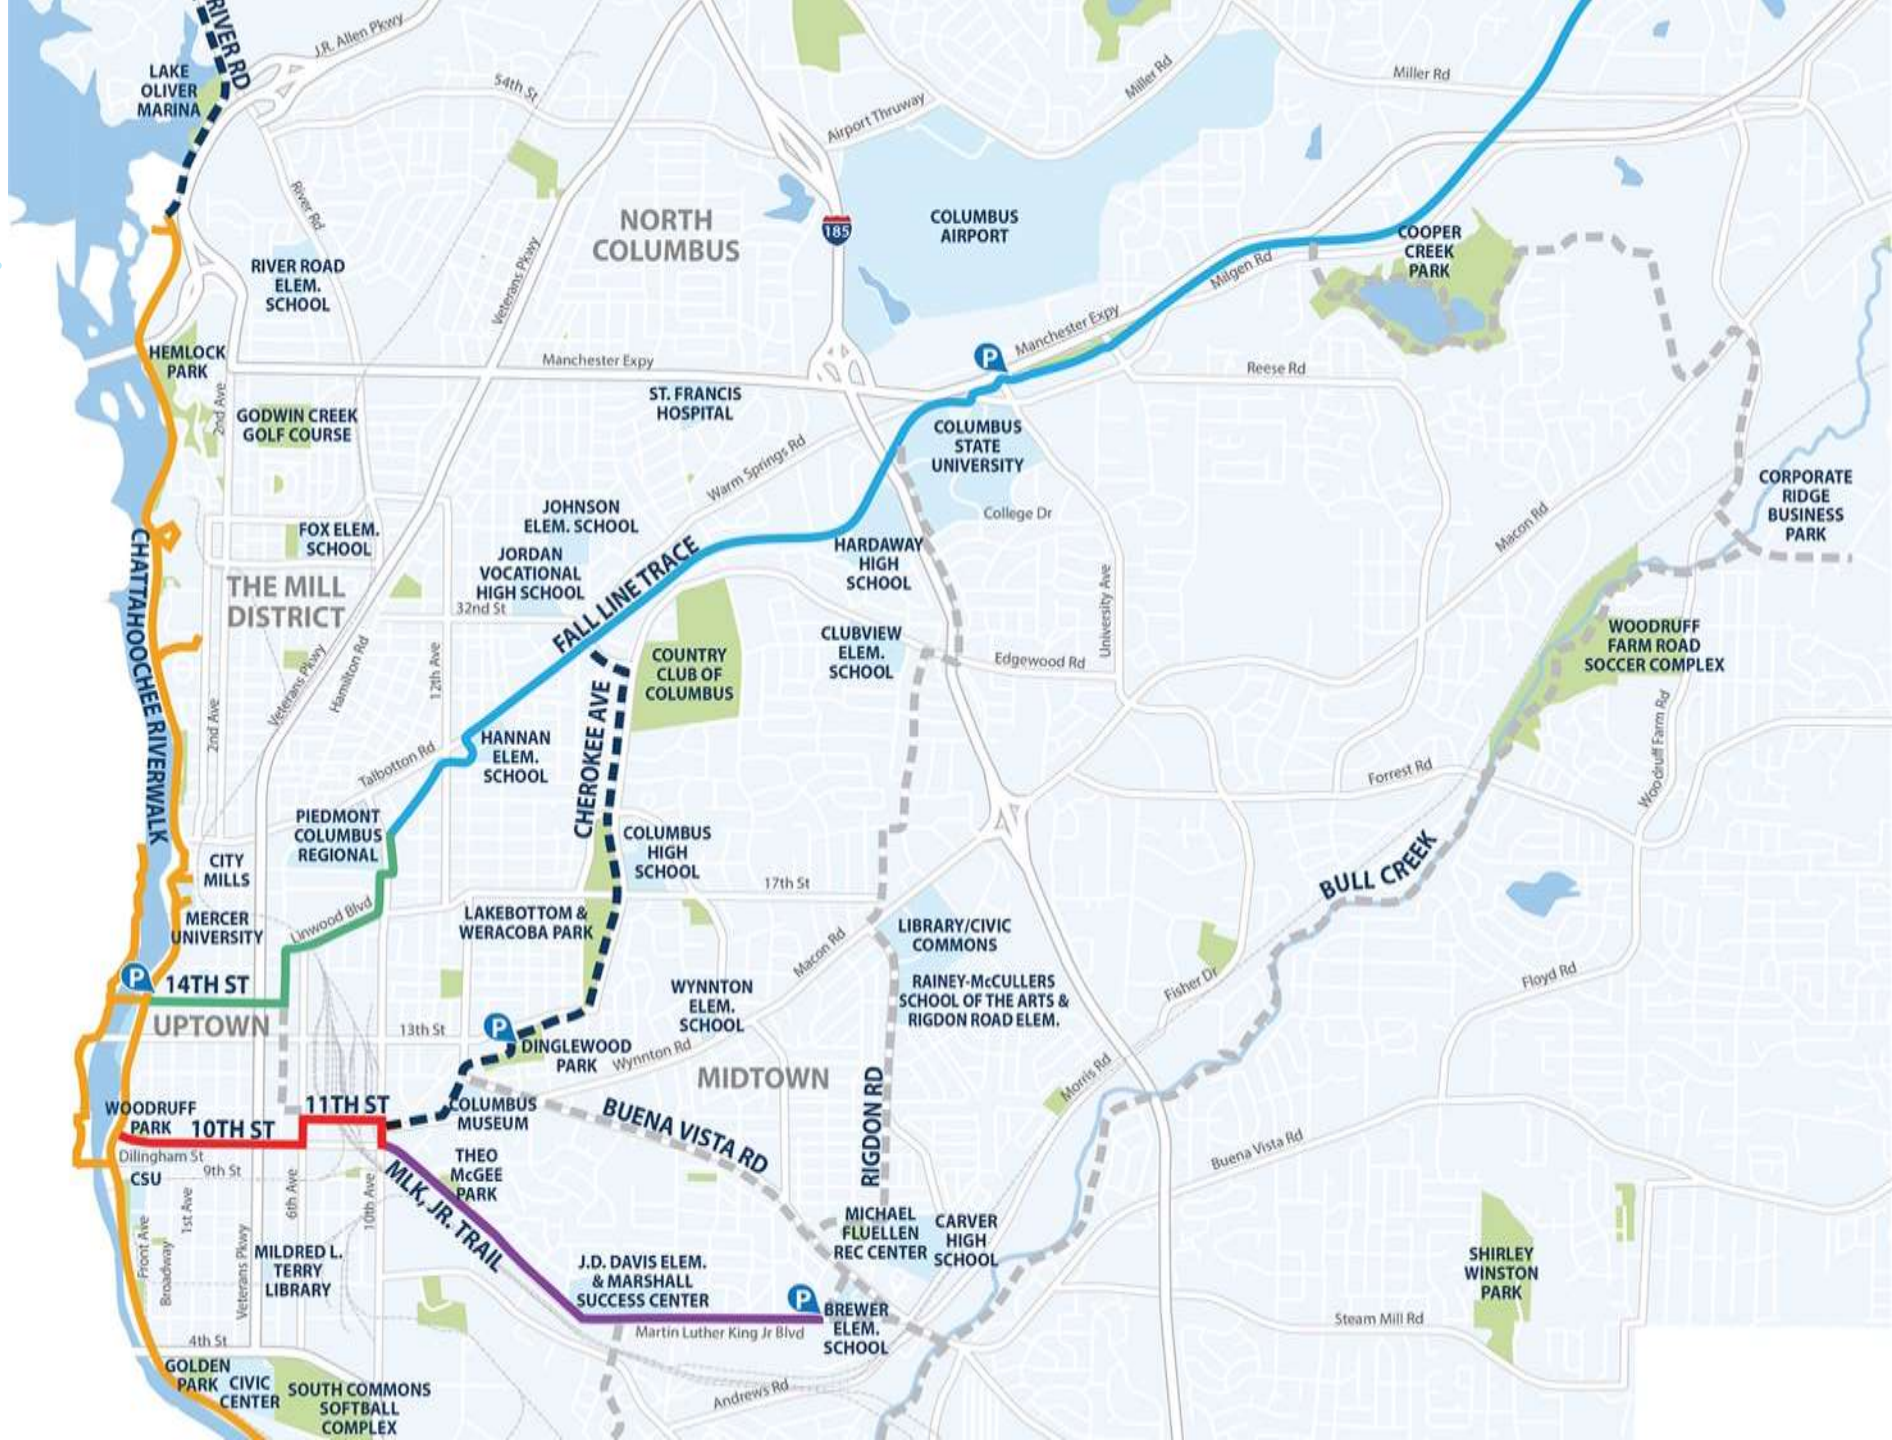 RIVER RD
J.R. Allen Pkwy
LAKE
OLIVER
MARINA
54th St
Miller Rd
Miller Rd
Airport Thruway
River Rd
NORTH
COLUMBUS
185
COLUMBUS
AIRPORT
COOPER
CREEK
PARK
RIVER ROAD
ELEM.
SCHOOL
Veterans Pkwy
Milgen Rd
Manchester Expy
P
HEMLOCK
PARK
Manchester Expy
Reese Rd
2nd Ave
ST. FRANCIS
HOSPITAL
GODWIN CREEK
GOLF COURSE
COLUMBUS
STATE
UNIVERSITY
Warm Springs Rd
CORPORATE
RIDGE
BUSINESS
PARK
JOHNSON
ELEM. SCHOOL
College Dr
Macon Rd
FOX ELEM.
SCHOOL
JORDAN
VOCATIONAL
HIGH SCHOOL
HARDAWAY
HIGH
SCHOOL
CHATTAHOOCHEE RIVERWALK
THE MILL
DISTRICT
32nd St
FALL LINE TRACE
University Ave
CLUBVIEW
ELEM.
SCHOOL
WOODRUFF
FARM ROAD
SOCCER COMPLEX
COUNTRY
CLUB OF
COLUMBUS
Edgewood Rd
Veterans Pkwy
Hamilton Rd
12th Ave
2nd Ave
CHEROKEE AVE
Woodruff Farm Rd
HANNAN
ELEM.
SCHOOL
Talbotton Rd
Forrest Rd
PIEDMONT
COLUMBUS
REGIONAL
COLUMBUS
HIGH
SCHOOL
BULL CREEK
CITY
MILLS
17th St
Linwood Blvd
MERCER
UNIVERSITY
LAKEBOTTOM &
WERACOBA PARK
LIBRARY/CIVIC
COMMONS
Macon Rd
P
14TH ST
Fisher Dr
Floyd Rd
WYNNTON
ELEM.
SCHOOL
RAINEY-McCULLERS
SCHOOL OF THE ARTS &
RIGDON ROAD ELEM.
UPTOWN
13th St
P
DINGLEWOOD
PARK
Wynnton Rd
MIDTOWN
Morris Rd
RIGDON RD
WOODRUFF
PARK
10TH ST
11TH ST
COLUMBUS
MUSEUM
BUENA VISTA RD
Buena Vista Rd
Dilingham St
9th St
CSU
THEO
McGEE
PARK
MLK, JR. TRAIL
1st Ave
6th Ave
10th Ave
Front Ave
Broadway
Veterans Pkwy
MICHAEL
FLUELLEN
REC CENTER
CARVER
HIGH
SCHOOL
MILDRED L.
TERRY
LIBRARY
J.D. DAVIS ELEM.
& MARSHALL
SUCCESS CENTER
SHIRLEY
WINSTON
PARK
P
BREWER
ELEM.
SCHOOL
Martin Luther King Jr Blvd
Steam Mill Rd
4th St
GOLDEN
PARK
CIVIC
CENTER
SOUTH COMMONS
SOFTBALL
COMPLEX
Andrews Rd